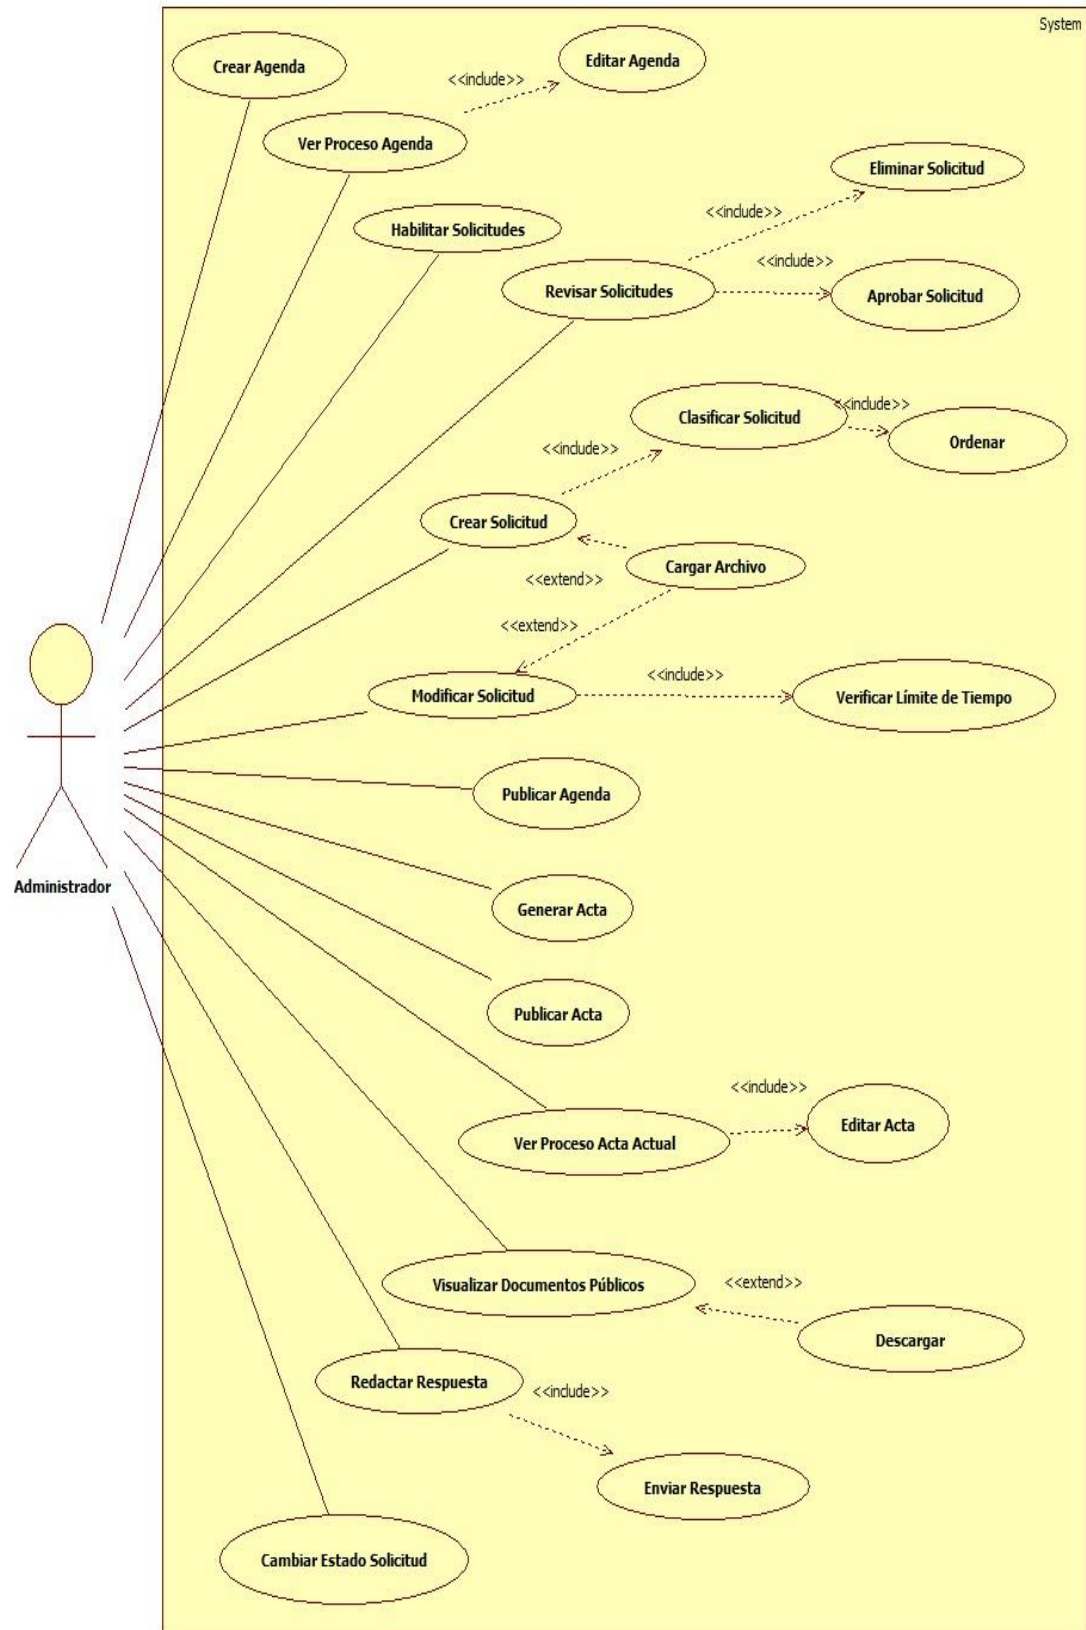 System
Crear Agenda
Editar Agenda
<<include>>
Ver Proceso Agenda
Eliminar Solicitud
<<include>>
Habilitar Solicitudes
<<include>>
Revisar Solicitudes
Aprobar Solicitud
<<include>>
Clasificar Solicitud
Ordenar
<<include>>
Crear Solicitud
Cargar Archivo
<<extend>>
<<extend>>
<<include>>
Modificar Solicitud
Verificar Límite de Tiempo
Publicar Agenda
Administrador
Generar Acta
Publicar Acta
<<include>>
Editar Acta
Ver Proceso Acta Actual
<<extend>>
Visualizar Documentos Públicos
Descargar
Redactar Respuesta
<<include>>
Enviar Respuesta
Cambiar Estado Solicitud